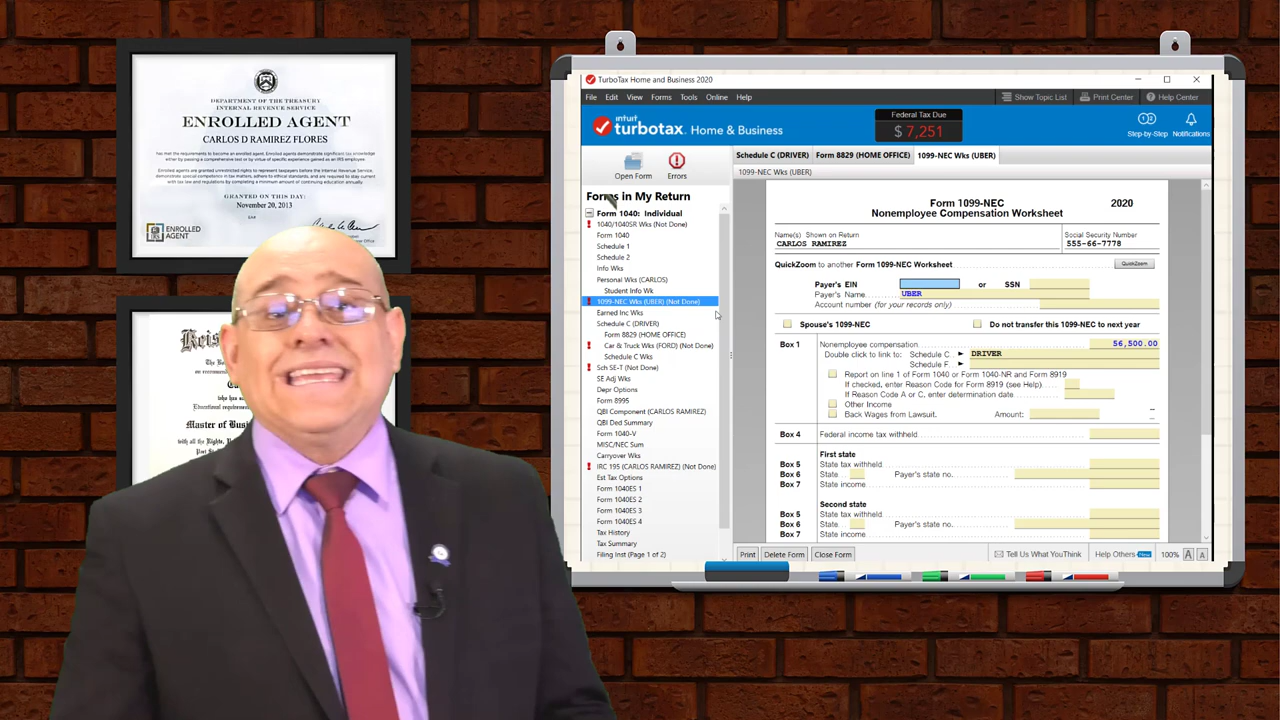 DEPARTMENT OF THE TREASURY
INTERNAL REVENUE SERVICE
ENROLLED AGENT
CARLOS D RAMIREZ FLORES
GRANTED ON THIS DAY:
November 20, 2013
ENROLLED
AGENT
Master of Bus
TurboTax Home and Business 2020
File Edit View Forms Tools Online Help
Show Topic List Print Center Help Center
intuit
turbotax. Home & Business
Federal Tax Due
$ 7,251
Step-by-Step Notifications
Open Form Errors
Schedule C (DRIVER) Form 8829 (HOME OFFICE) 1099-NEC Wks (UBER)
1099-NEC Wks (UBER)
Forms in My Return
Form 1040: Individual
1040/1040SR Wks (Not Done)
Form 1040
Schedule 1
Schedule 2
Info Wks
Personal Wks (CARLOS)
Student Info Wk
1099-NEC Wks (UBER) (Not Done)
Earned Inc Wks
Schedule C (DRIVER)
Form 8829 (HOME OFFICE)
Car & Truck Wks (FORD) (Not Done)
Schedule C Wks
Sch SE-T (Not Done)
SE Adj Wks
Depr Options
Form 8995
QBI Component (CARLOS RAMIREZ)
QBI Ded Summary
Form 1040-V
MISC/NEC Sum
Carryover Wks
IRC 195 (CARLOS RAMIREZ) (Not Done)
Est Tax Options
Form 1040ES 1
Form 1040ES 2
Form 1040ES 3
Form 1040ES 4
Tax History
Tax Summary
Filing Inst (Page 1 of 2)
Form 1099-NEC 2020
Nonemployee Compensation Worksheet
Name(s) Shown on Return Social Security Number
CARLOS RAMIREZ 555-66-7778
QuickZoom to another Form 1099-NEC Worksheet QuickZoom
Payer's EIN or SSN
Payer's Name UBER
Account number (for your records only)
Spouse's 1099-NEC Do not transfer this 1099-NEC to next year
Box 1 Nonemployee compensation 56,500.00
Double click to link to: Schedule C DRIVER
Schedule F
Report on line 1 of Form 1040 or Form 1040-NR and Form 8919
If checked, enter Reason Code for Form 8919 (see Help)
If Reason Code A or C, enter determination date
Other Income
Back Wages from Lawsuit. Amount:
Box 4 Federal income tax withheld
First state
Box 5 State tax withheld
Box 6 State Payer's state no.
Box 7 State income
Second state
Box 5 State tax withheld
Box 6 State Payer's state no.
Box 7 State income
Print Delete Form Close Form Tell Us What YouThink Help Others New 100% A A